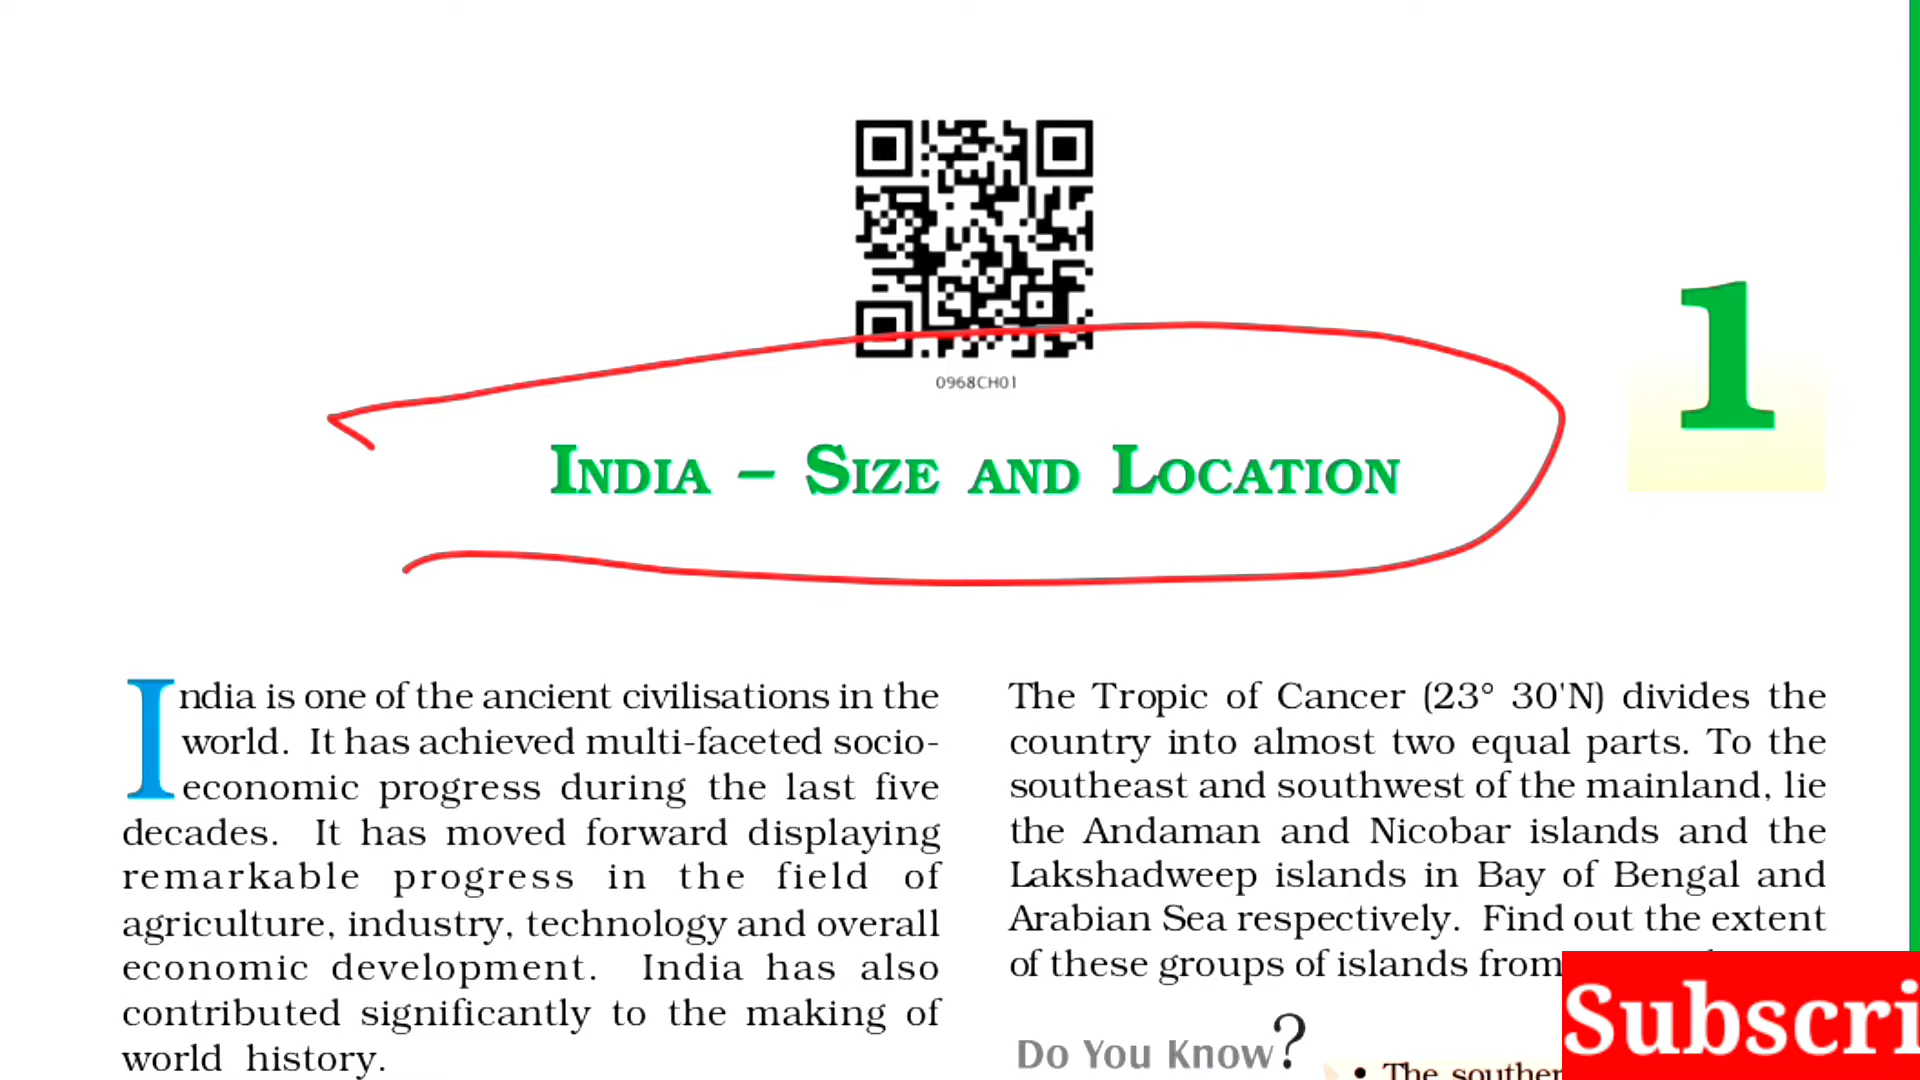 0968CH01
1
INDIA – SIZE AND LOCATION
India is one of the ancient civilisations in the
world. It has achieved multi-faceted socio-
economic progress during the last five
decades. It has moved forward displaying
remarkable progress in the field of
agriculture, industry, technology and overall
economic development. India has also
contributed significantly to the making of
world history.
The Tropic of Cancer (23° 30'N) divides the
country into almost two equal parts. To the
southeast and southwest of the mainland, lie
the Andaman and Nicobar islands and the
Lakshadweep islands in Bay of Bengal and
Arabian Sea respectively. Find out the extent
of these groups of islands from
Do You Know?
• The souther
Subscri